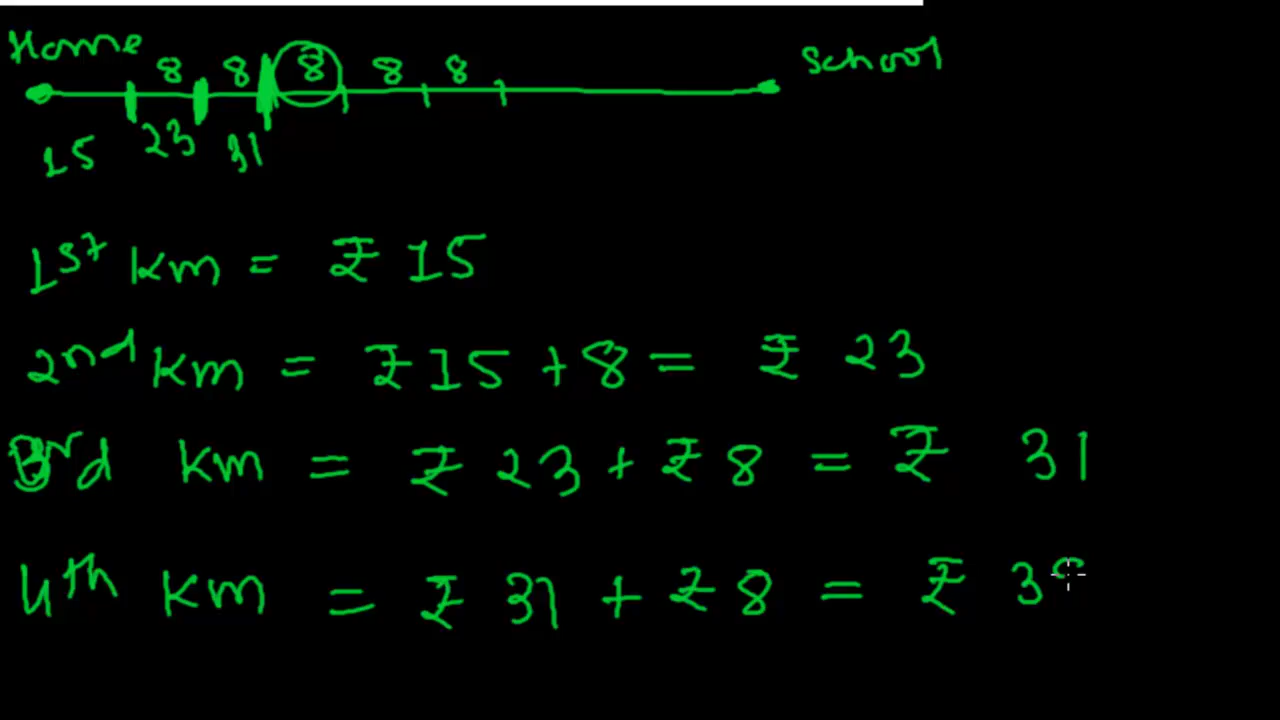 Home
School
8 8 8 8 8
15 23 31
1st km = ₹ 15
2nd km = ₹ 15 + 8 = ₹ 23
3rd km = ₹ 23 + ₹ 8 = ₹ 31
4th km = ₹ 31 + ₹ 8 = ₹ 3